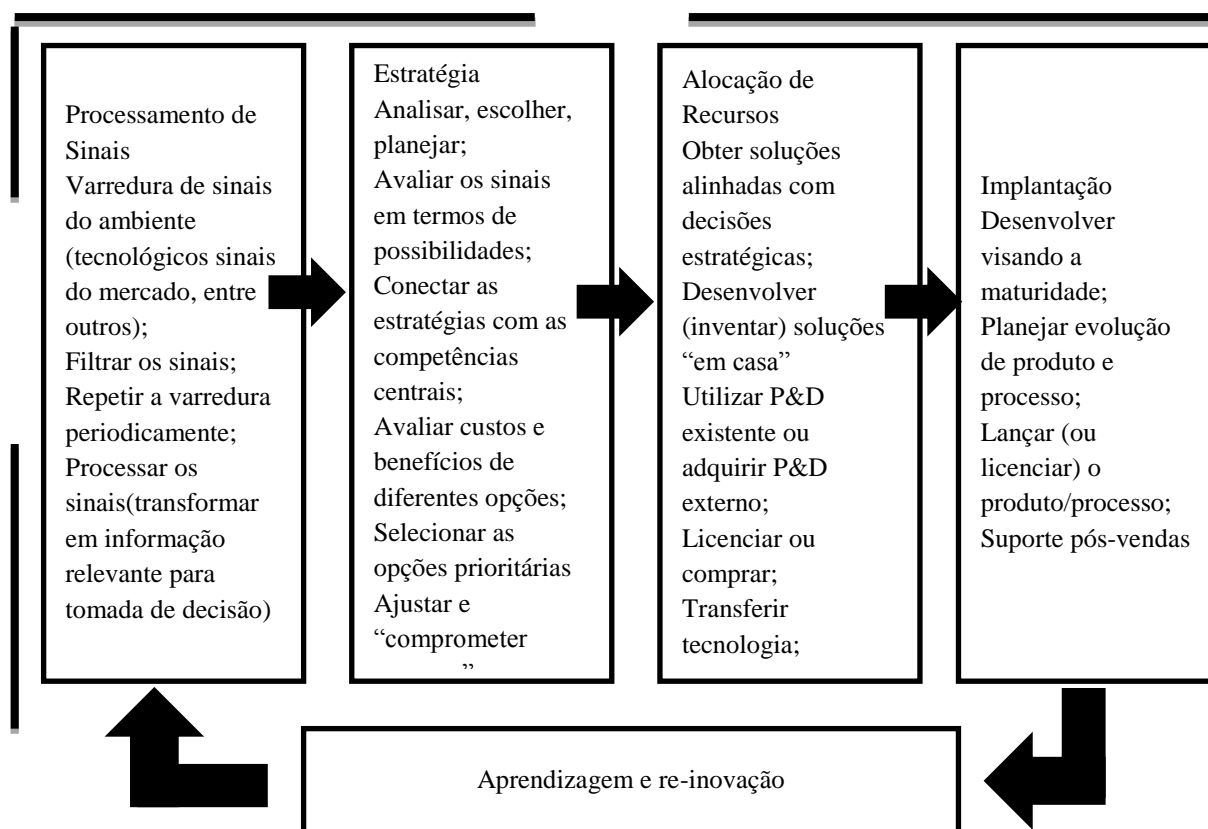 Processamento de
Sinais
Varredura de sinais
do ambiente
(tecnológicos sinais
do mercado, entre
outros);
Filtrar os sinais;
Repetir a varredura
periodicamente;
Processar os
sinais(transformar
em informação
relevante para
tomada de decisão)
Estratégia
Analisar, escolher,
planejar;
Avaliar os sinais
em termos de
possibilidades;
Conectar as
estratégias com as
competências
centrais;
Avaliar custos e
benefícios de
diferentes opções;
Selecionar as
opções prioritárias
Ajustar e
“comprometer
Alocação de
Recursos
Obter soluções
alinhadas com
decisões
estratégicas;
Desenvolver
(inventar) soluções
“em casa”
Utilizar P&D
existente ou
adquirir P&D
externo;
Licenciar ou
comprar;
Transferir
tecnologia;
Implantação
Desenvolver
visando a
maturidade;
Planejar evolução
de produto e
processo;
Lançar (ou
licenciar) o
produto/processo;
Suporte pós-vendas
Aprendizagem e re-inovação